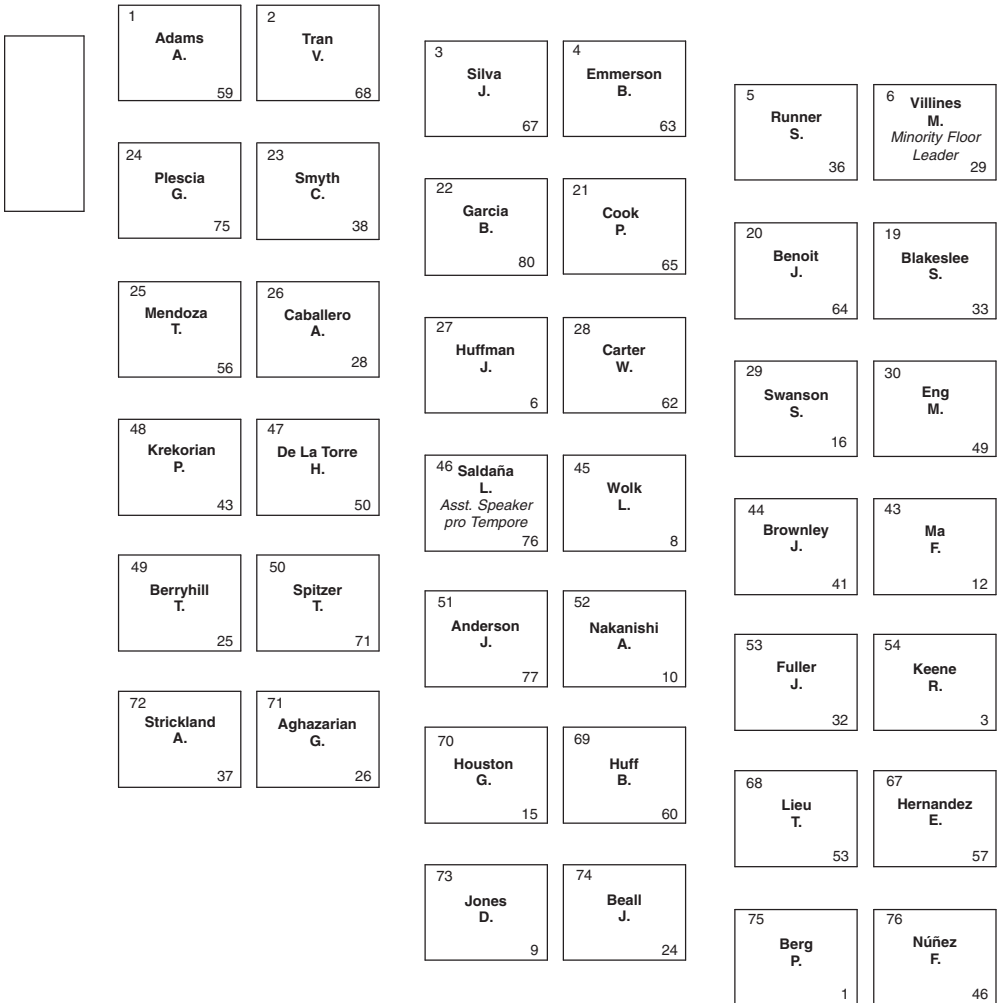 1
Adams
A.
59
2
Tran
V.
68
3
Silva
J.
67
4
Emmerson
B.
63
5
Runner
S.
36
6
Villines
M.
Minority Floor
Leader
29
24
Plescia
G.
75
23
Smyth
C.
38
22
Garcia
B.
80
21
Cook
P.
65
20
Benoit
J.
64
19
Blakeslee
S.
33
25
Mendoza
T.
56
26
Caballero
A.
28
27
Huffman
J.
6
28
Carter
W.
62
29
Swanson
S.
16
30
Eng
M.
49
48
Krekorian
P.
43
47
De La Torre
H.
50
46 Saldaña
L.
Asst. Speaker
pro Tempore
76
45
Wolk
L.
8
44
Brownley
J.
41
43
Ma
F.
12
49
Berryhill
T.
25
50
Spitzer
T.
71
51
Anderson
J.
77
52
Nakanishi
A.
10
53
Fuller
J.
32
54
Keene
R.
3
72
Strickland
A.
37
71
Aghazarian
G.
26
70
Houston
G.
15
69
Huff
B.
60
68
Lieu
T.
53
67
Hernandez
E.
57
73
Jones
D.
9
74
Beall
J.
24
75
Berg
P.
1
76
Núñez
F.
46